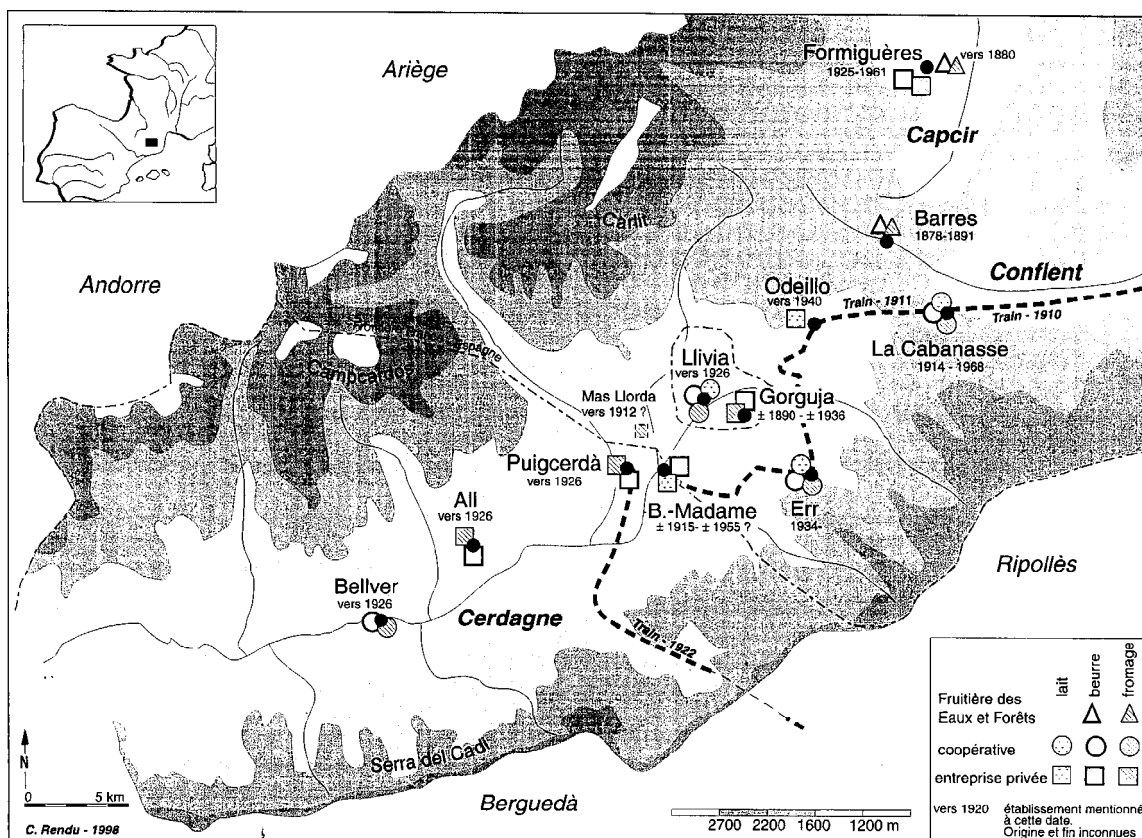 Ariège
Formiguères
1925-1961
vers 1880
Capcir
Carlit
Barres
1878-1891
Andorre
Conflent
Odeillo
vers 1940
Train - 1911
Train - 1910
La Cabanasse
1914 - 1968
Llivia
vers 1926
Campcardos
Mas Llorda
vers 1912 ?
Gorguja
± 1890 - ± 1936
Puigcerdà
vers 1926
B.-Madame
± 1915- ± 1955 ?
Err
1934-
All
vers 1926
Ripollès
Bellver
vers 1926
Cerdagne
Train - 1922
Serra del Cadi
Berguedà
N
0 5 km
C. Rendu - 1998
2700 2200 1600 1200 m
lait beurre fromage
Fruitière des
Eaux et Forêts
coopérative
entreprise privée
vers 1920 établissement mentionné
à cette date.
Origine et fin inconnues